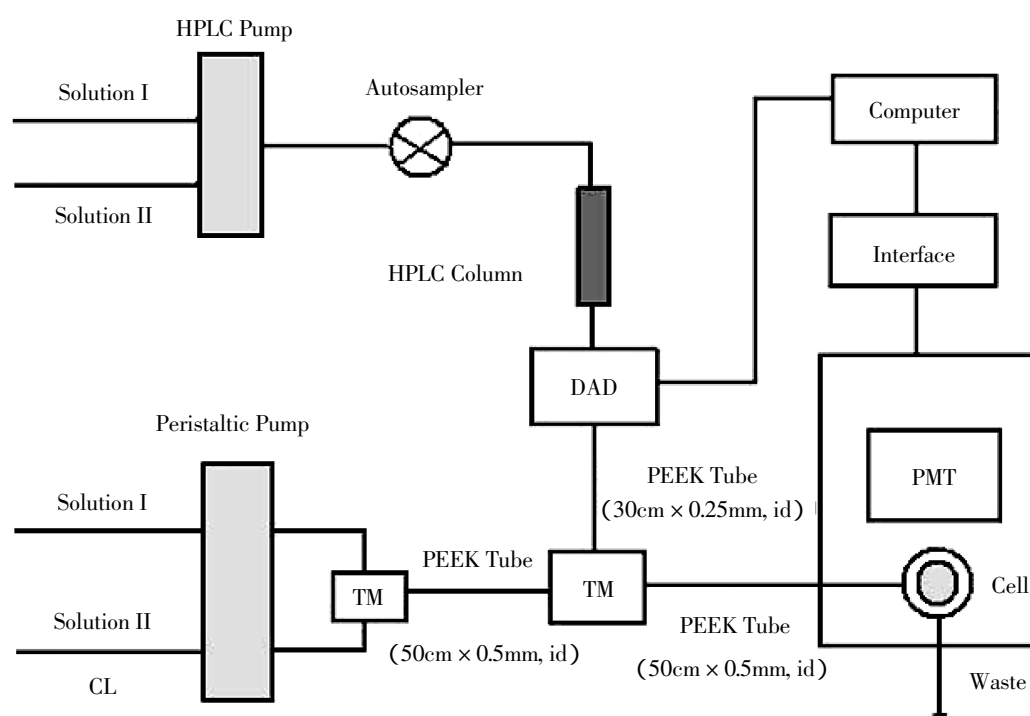 HPLC Pump
Solution I
Autosampler
Computer
Solution II
Interface
HPLC Column
DAD
Peristaltic Pump
PEEK Tube
(30cm × 0.25mm, id)
PMT
Solution I
PEEK Tube
TM
TM
Cell
Solution II
PEEK Tube
(50cm × 0.5mm, id)
(50cm × 0.5mm, id)
CL
Waste